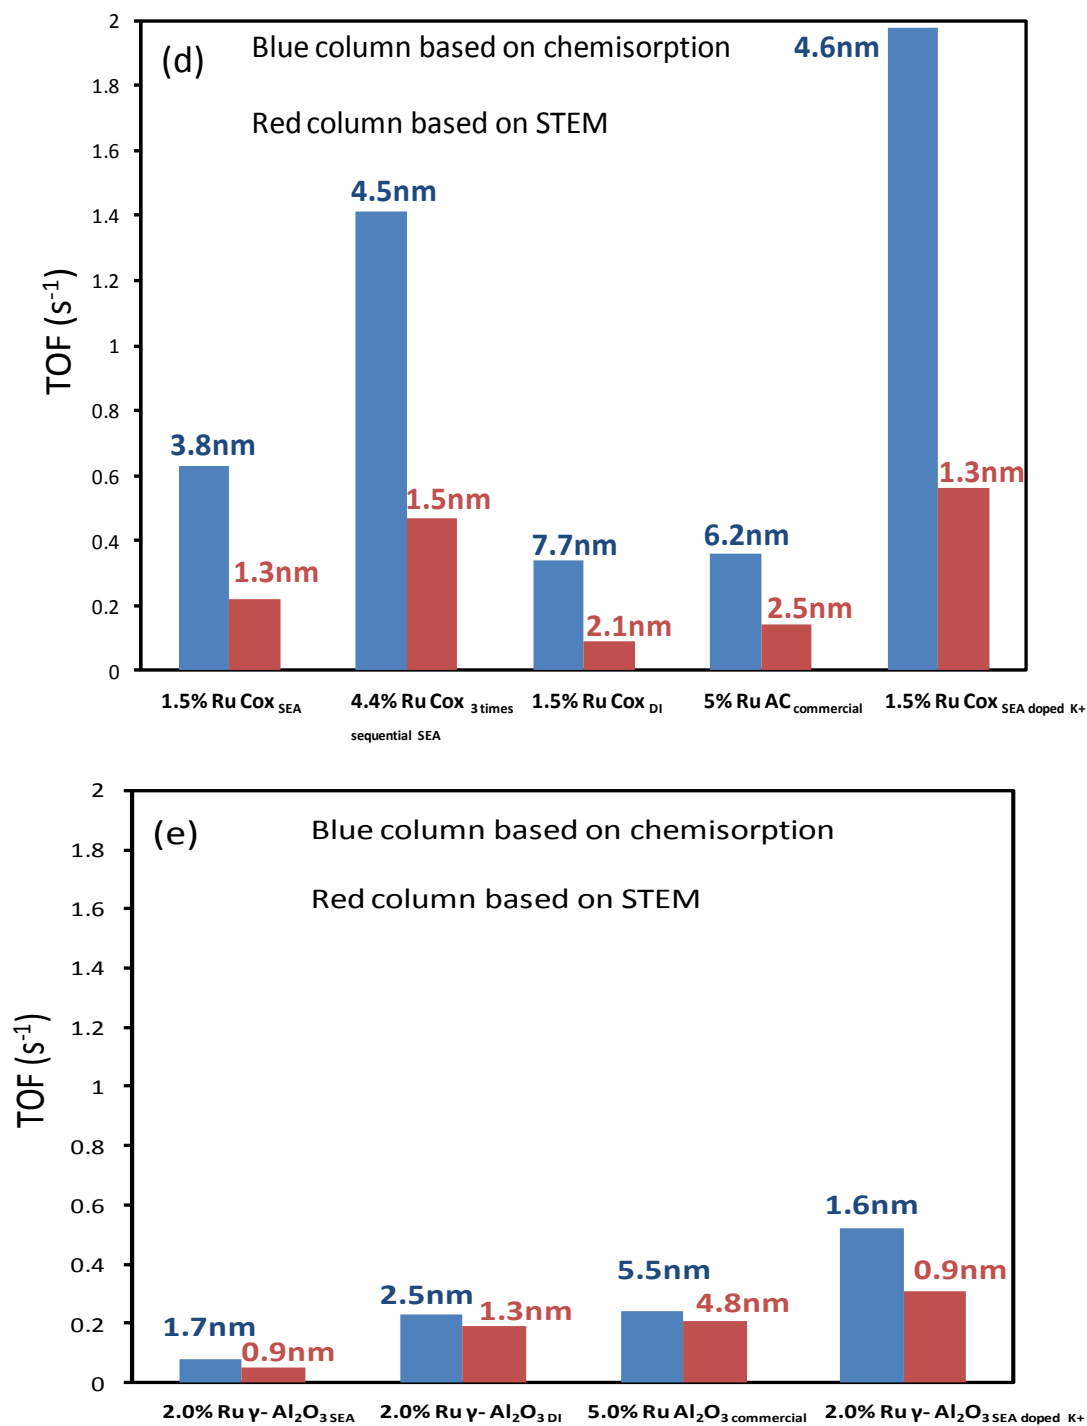 (d)
Blue column based on chemisorption
Red column based on STEM
TOF (s⁻¹)
2
1.8
1.6
1.4
1.2
1
0.8
0.6
0.4
0.2
0
3.8nm
1.3nm
4.5nm
1.5nm
7.7nm
2.1nm
6.2nm
2.5nm
4.6nm
1.3nm
1.5% Ru Cox SEA
4.4% Ru Cox 3 times
sequential SEA
1.5% Ru Cox DI
5% Ru AC commercial
1.5% Ru Cox SEA doped K+
(e)
Blue column based on chemisorption
Red column based on STEM
TOF (s⁻¹)
2
1.8
1.6
1.4
1.2
1
0.8
0.6
0.4
0.2
0
1.7nm
0.9nm
2.5nm
1.3nm
5.5nm
4.8nm
1.6nm
0.9nm
2.0% Ru γ- Al₂O₃ SEA
2.0% Ru γ- Al₂O₃ DI
5.0% Ru Al₂O₃ commercial
2.0% Ru γ- Al₂O₃ SEA doped K+